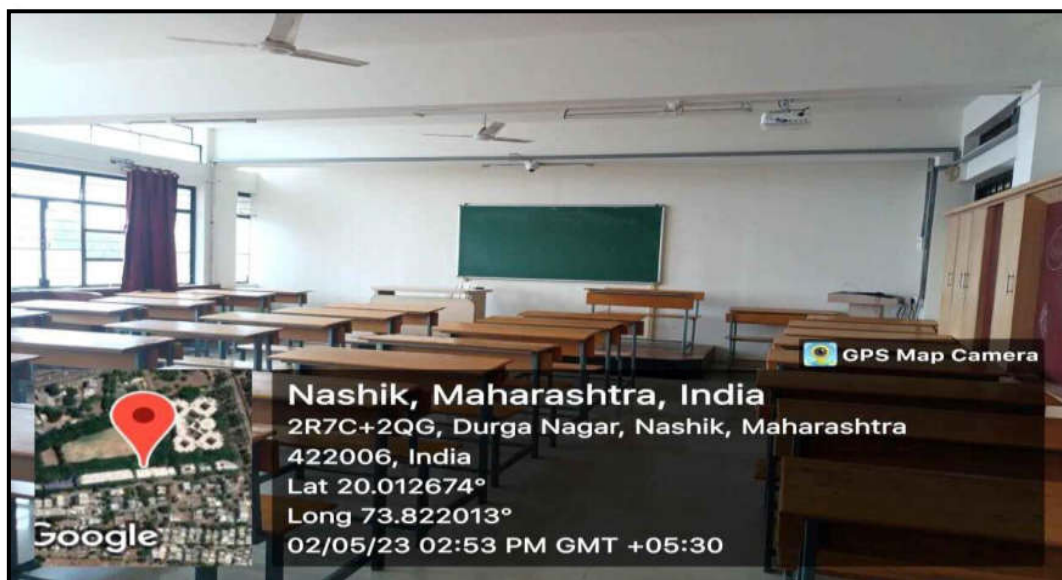 GPS Map Camera
Nashik, Maharashtra, India
2R7C+2QG, Durga Nagar, Nashik, Maharashtra
422006, India
Lat 20.012674°
Long 73.822013°
02/05/23 02:53 PM GMT +05:30
Google